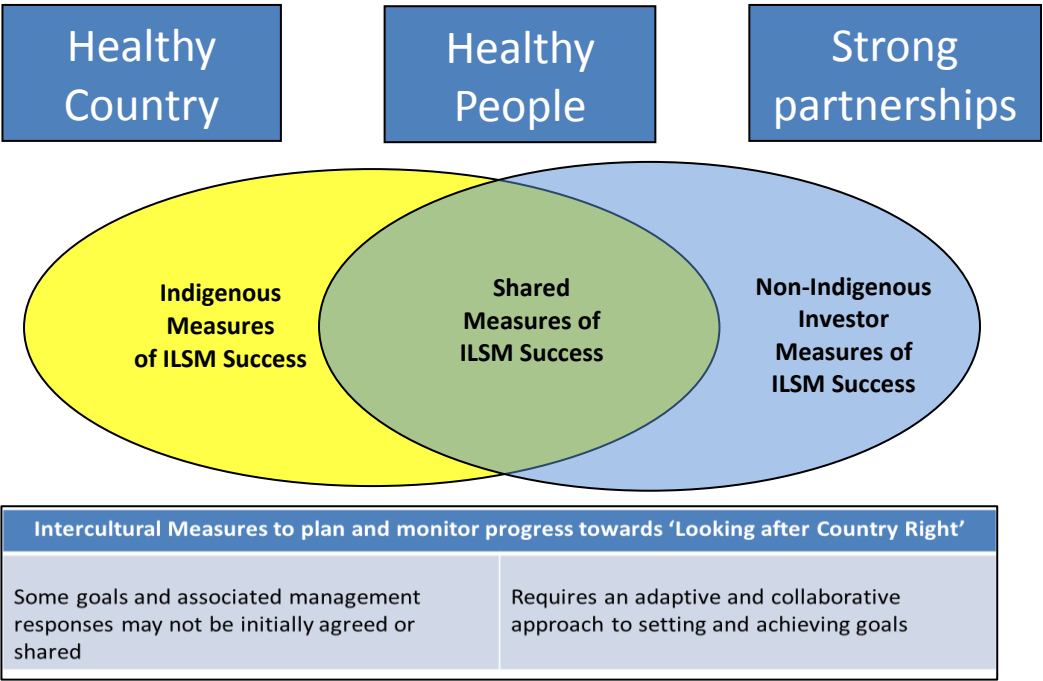 Healthy
Country
Healthy
People
Strong
partnerships
Indigenous
Measures
of ILSM Success
Shared
Measures of
ILSM Success
Non-Indigenous
Investor
Measures of
ILSM Success
Intercultural Measures to plan and monitor progress towards ‘Looking after Country Right’
Some goals and associated management
responses may not be initially agreed or
shared
Requires an adaptive and collaborative
approach to setting and achieving goals